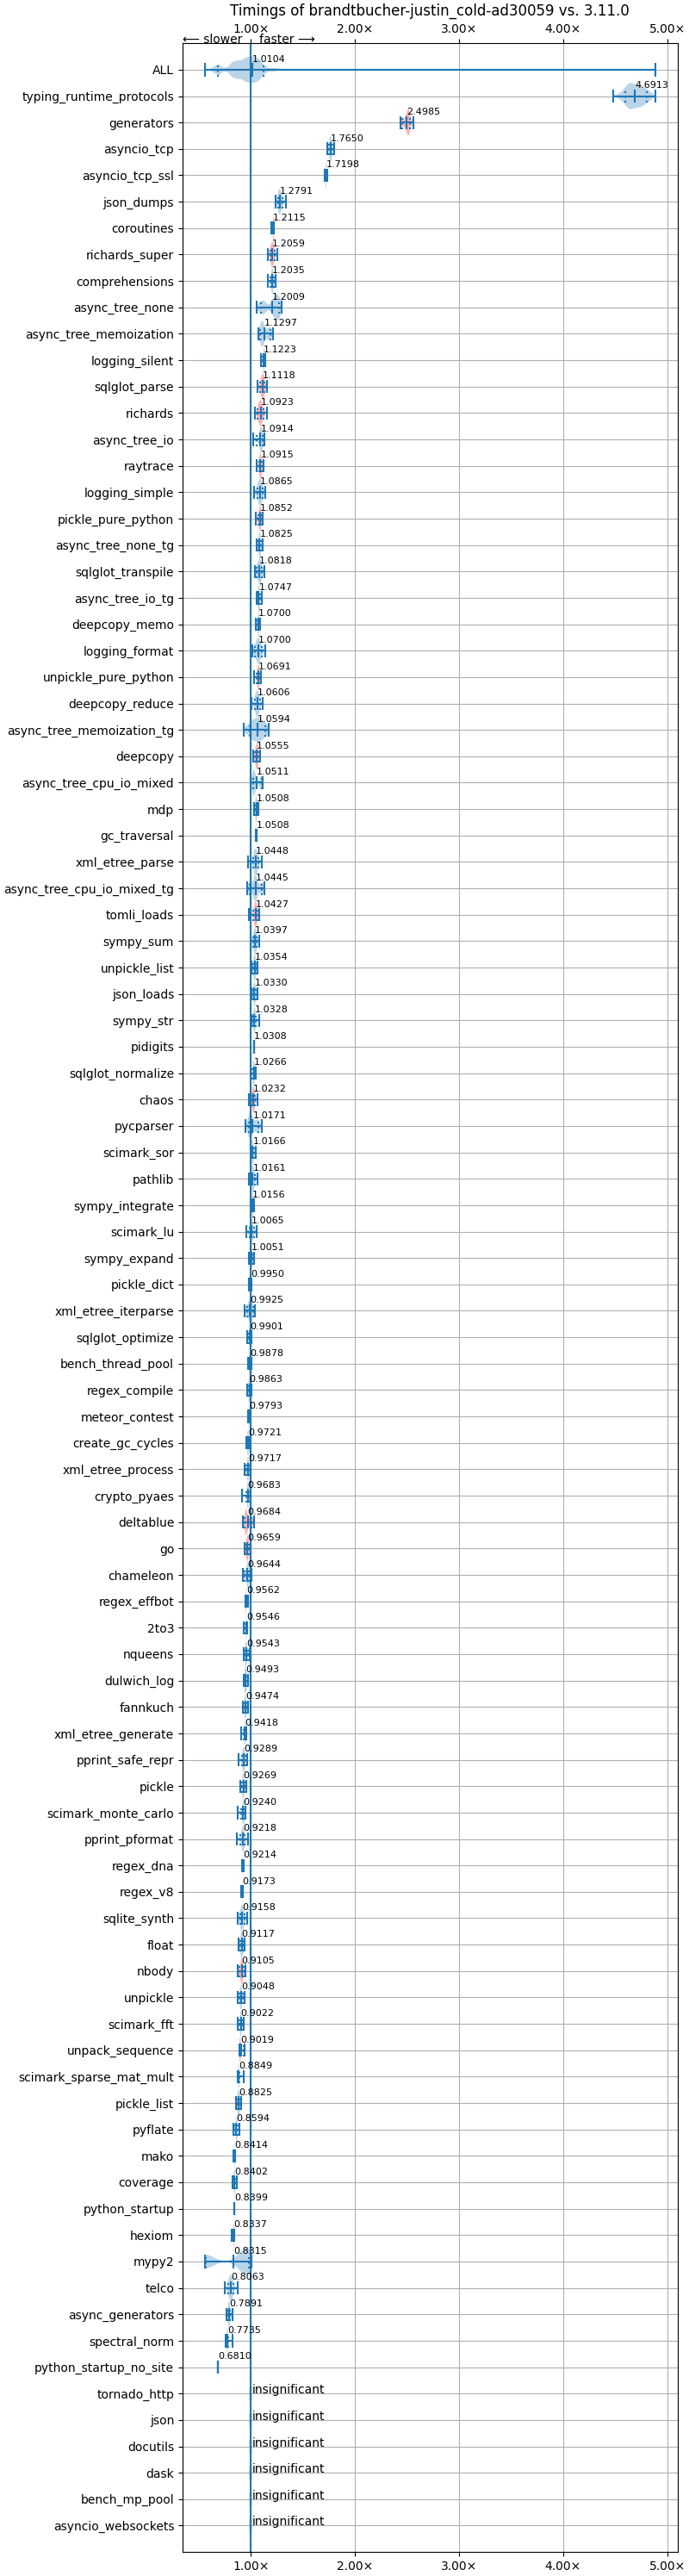 Timings of brandtbucher-justin_cold-ad30059 vs. 3.11.0
⟵ slower faster ⟶
1.00× 2.00× 3.00× 4.00× 5.00×
ALL 1.0104
typing_runtime_protocols 4.6913
generators 2.4985
asyncio_tcp 1.7650
asyncio_tcp_ssl 1.7198
json_dumps 1.2791
coroutines 1.2115
richards_super 1.2059
comprehensions 1.2035
async_tree_none 1.2009
async_tree_memoization 1.1297
logging_silent 1.1223
sqlglot_parse 1.1118
richards 1.0923
async_tree_io 1.0914
raytrace 1.0915
logging_simple 1.0865
pickle_pure_python 1.0852
async_tree_none_tg 1.0825
sqlglot_transpile 1.0818
async_tree_io_tg 1.0747
deepcopy_memo 1.0700
logging_format 1.0700
unpickle_pure_python 1.0691
deepcopy_reduce 1.0606
async_tree_memoization_tg 1.0594
deepcopy 1.0555
async_tree_cpu_io_mixed 1.0511
mdp 1.0508
gc_traversal 1.0508
xml_etree_parse 1.0448
async_tree_cpu_io_mixed_tg 1.0445
tomli_loads 1.0427
sympy_sum 1.0397
unpickle_list 1.0354
json_loads 1.0330
sympy_str 1.0328
pidigits 1.0308
sqlglot_normalize 1.0266
chaos 1.0232
pycparser 1.0171
scimark_sor 1.0166
pathlib 1.0161
sympy_integrate 1.0156
scimark_lu 1.0065
sympy_expand 1.0051
pickle_dict 0.9950
xml_etree_iterparse 0.9925
sqlglot_optimize 0.9901
bench_thread_pool 0.9878
regex_compile 0.9863
meteor_contest 0.9793
create_gc_cycles 0.9721
xml_etree_process 0.9717
crypto_pyaes 0.9683
deltablue 0.9684
go 0.9659
chameleon 0.9644
regex_effbot 0.9562
2to3 0.9546
nqueens 0.9543
dulwich_log 0.9493
fannkuch 0.9474
xml_etree_generate 0.9418
pprint_safe_repr 0.9289
pickle 0.9269
scimark_monte_carlo 0.9240
pprint_pformat 0.9218
regex_dna 0.9214
regex_v8 0.9173
sqlite_synth 0.9158
float 0.9117
nbody 0.9105
unpickle 0.9048
scimark_fft 0.9022
unpack_sequence 0.9019
scimark_sparse_mat_mult 0.8849
pickle_list 0.8825
pyflate 0.8594
mako 0.8414
coverage 0.8402
python_startup 0.8399
hexiom 0.8337
mypy2 0.8315
telco 0.8063
async_generators 0.7891
spectral_norm 0.7735
python_startup_no_site 0.6810
tornado_http insignificant
json insignificant
docutils insignificant
dask insignificant
bench_mp_pool insignificant
asyncio_websockets insignificant
1.00× 2.00× 3.00× 4.00× 5.00×